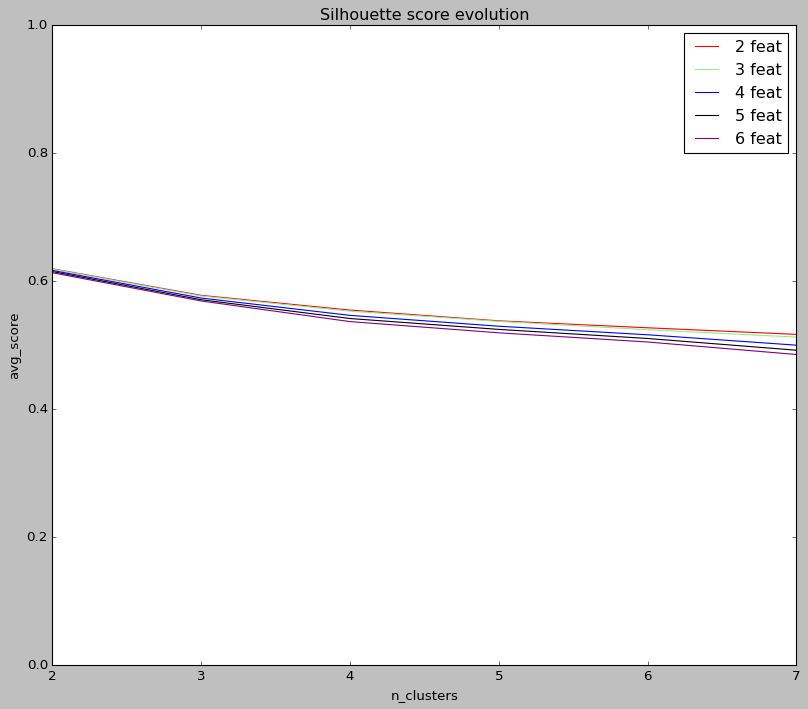 Silhouette score evolution
1.0
2 feat
3 feat
4 feat
5 feat
6 feat
0.8
0.6
avg_score
0.4
0.2
0.0
2 3 4 5 6 7
n_clusters